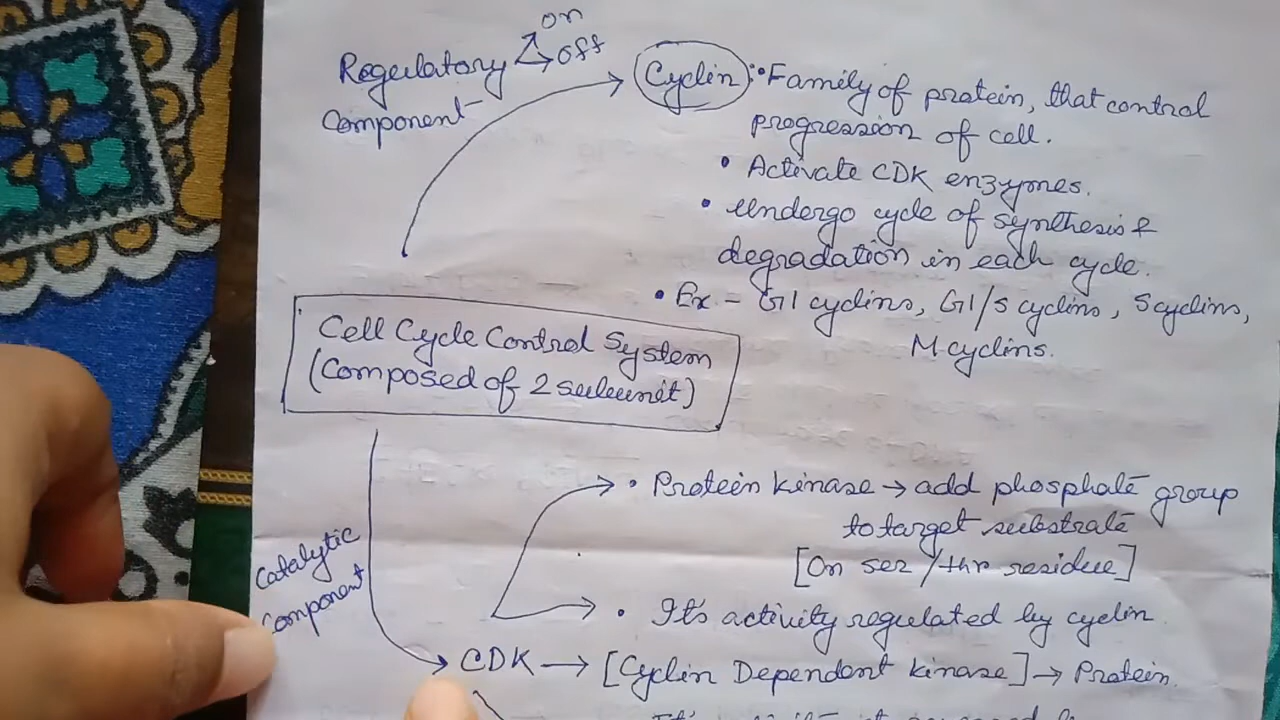 on
Regulatory off
Component
Cyclin : • Family of protein, that control
progression of cell.
• Activate CDK enzymes.
• Undergo cycle of synthesis &
degradation in each cycle.
• Ex - G1 cyclins, G1/S cyclins, S cyclins,
M cyclins.
Cell Cycle Control System
(Composed of 2 subunit)
• Protein kinase → add phosphate group
to target substrate
[On ser/thr residue]
Catalytic
Component
• It's activity regulated by cyclin
CDK → [Cyclin Dependent kinase] → Protein.